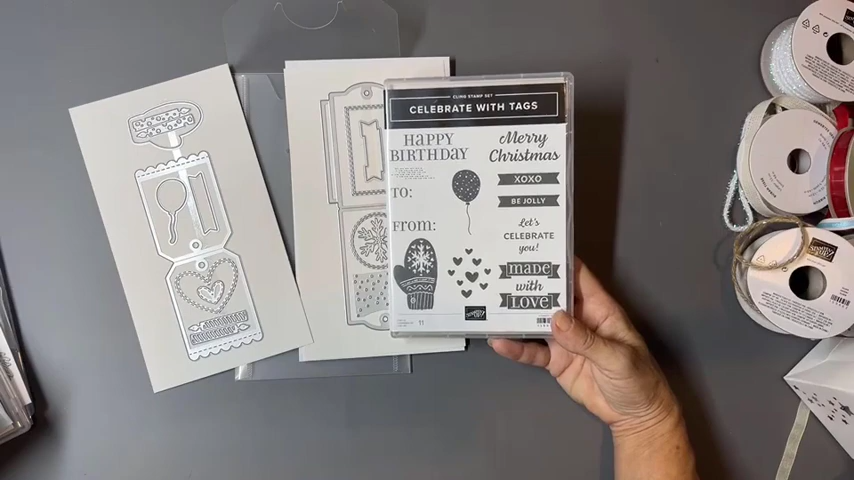 CLING STAMP SET
CELEBRATE WITH TAGS
HAPPY
BIRTHDAY
Merry
Christmas
XOXO
TO:
BE JOLLY
From:
Let's
CELEBRATE
you!
made
with
LOVE
11